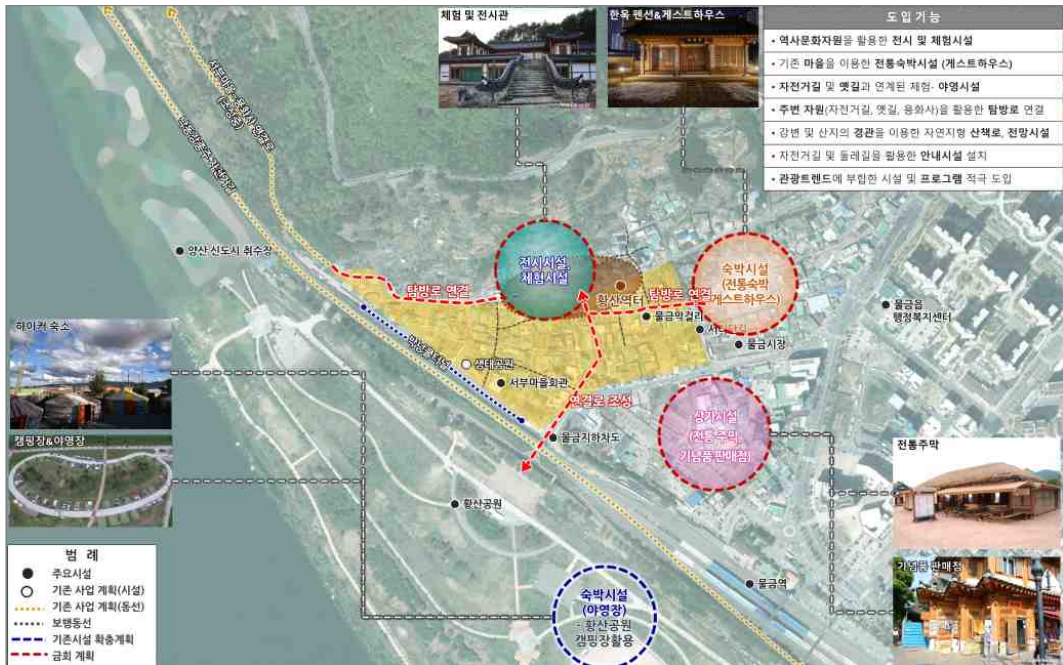 체험 및 전시관
한옥 펜션&게스트하우스
도입기능
• 역사문화자원을 활용한 전시 및 체험시설
• 기존 마을을 이용한 전통숙박시설 (게스트하우스)
• 자전거길 및 옛길과 연계된 체험·야영시설
• 주변 자원(자전거길, 옛길, 용화사)을 활용한 탐방로 연결
• 강변 및 산지의 경관을 이용한 자연지형 산책로, 전망시설
• 자전거길 및 둘레길을 활용한 안내시설 설치
• 관광트렌드에 부합한 시설 및 프로그램 적극 도입
양산 신도시 취수장
전시시설,
체험시설
황산역터
숙박시설
(전통숙박
게스트하우스)
탐방로 연결
탐방로 연결
물금읍
행정복지센터
물금막걸리
물금시장
하이커 숙소
생태공원
서부마을회관
연결로 조성
상가시설
(전통 주막
기념품 판매점)
물금지하차도
캠핑장&야영장
전통주막
황산공원
기념품 판매점
물금역
숙박시설
(야영장)
- 황산공원
캠핑장활용
범 례
주요시설
기존 사업 계획(시설)
기존 사업 계획(동선)
보행동선
기존시설 확충계획
금회 계획